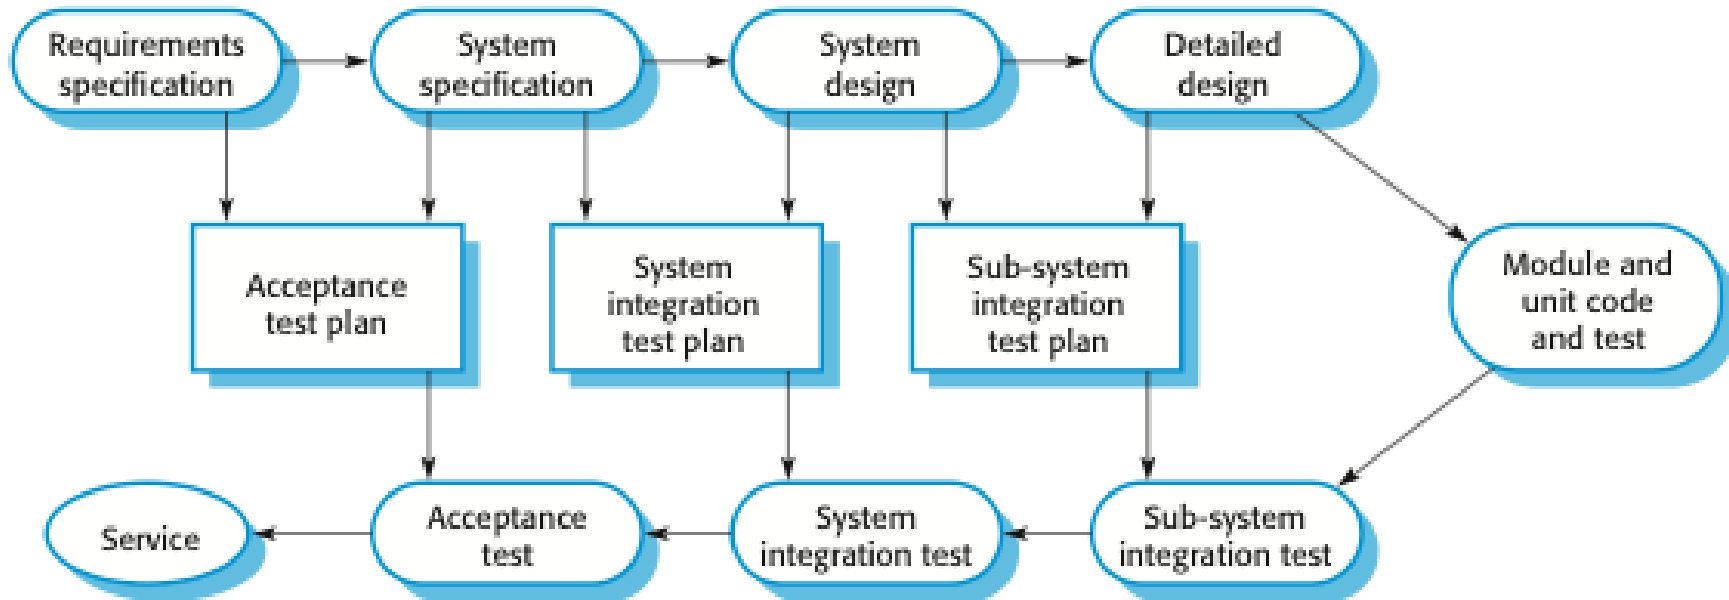 Requirements
specification
System
specification
System
design
Detailed
design
Acceptance
test plan
System
integration
test plan
Sub-system
integration
test plan
Module and
unit code
and test
Service
Acceptance
test
System
integration test
Sub-system
integration test